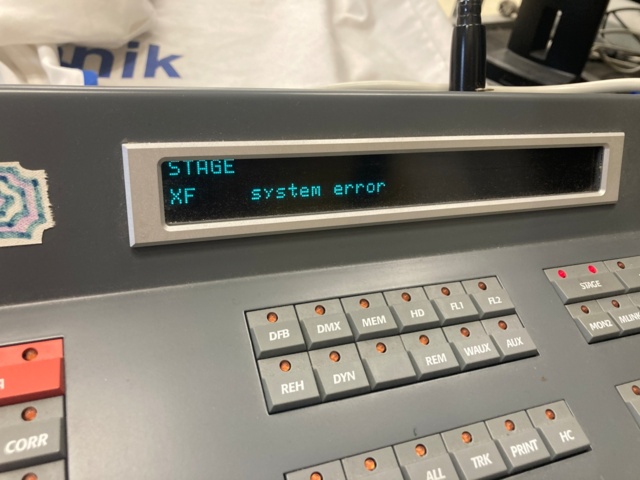 nik
STAGE
XF system error
STAGE
DFB DMX MEM HD FL1 FL2
MON2 MLINK
REH DYN REM WAUX AUX
CORR
ALL TRK PRINT HC